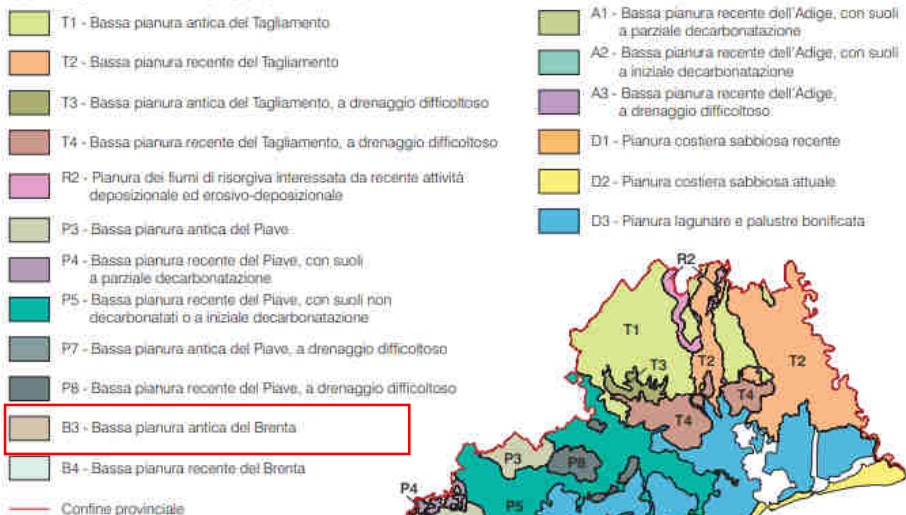 T1 - Bassa pianura antica del Tagliamento
T2 - Bassa pianura recente del Tagliamento
T3 - Bassa pianura antica del Tagliamento, a drenaggio difficoltoso
T4 - Bassa pianura recente del Tagliamento, a drenaggio difficoltoso
R2 - Pianura dei fiumi di risorgiva interessata da recente attività
deposizionale ed erosivo-deposizionale
P3 - Bassa pianura antica del Piave
P4 - Bassa pianura recente del Piave, con suoli
a parziale decarbonatazione
P5 - Bassa pianura recente del Piave, con suoli non
decarbonatati o a iniziale decarbonatazione
P7 - Bassa pianura antica del Piave, a drenaggio difficoltoso
P8 - Bassa pianura recente del Piave, a drenaggio difficoltoso
B3 - Bassa pianura antica del Brenta
B4 - Bassa pianura recente del Brenta
Confine provinciale
A1 - Bassa pianura recente dell'Adige, con suoli
a parziale decarbonatazione
A2 - Bassa pianura recente dell'Adige, con suoli
a iniziale decarbonatazione
A3 - Bassa pianura recente dell'Adige,
a drenaggio difficoltoso
D1 - Pianura costiera sabbiosa recente
D2 - Pianura costiera sabbiosa attuale
D3 - Pianura lagunare e palustre bonificata
R2
T1
T3
T2
T2
T4
T4
P3
P8
P4
P5